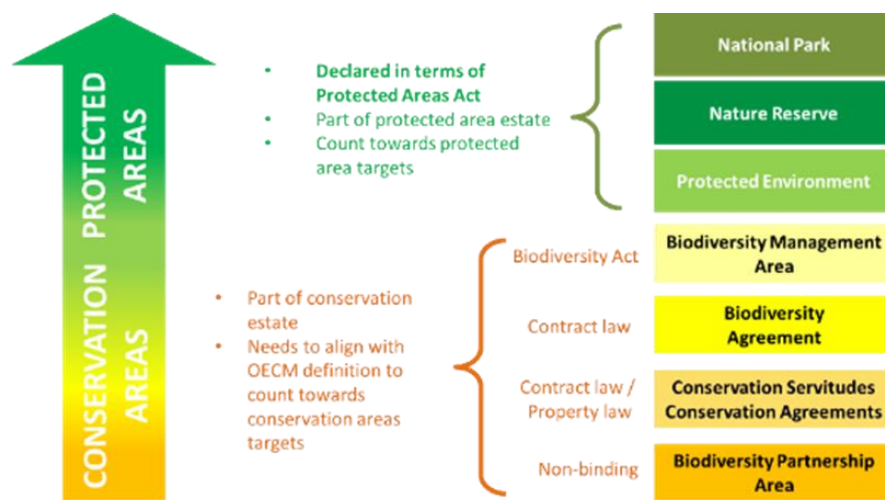 PROTECTED
AREAS
CONSERVATION
AREAS
• Declared in terms of
Protected Areas Act
• Part of protected area estate
• Count towards protected
area targets
National Park
Nature Reserve
Protected Environment
• Part of conservation
estate
• Needs to align with
OECM definition to
count towards
conservation areas
targets
Biodiversity Act
Biodiversity Management
Area
Contract law
Biodiversity
Agreement
Contract law /
Property law
Conservation Servitudes
Conservation Agreements
Non-binding
Biodiversity Partnership
Area